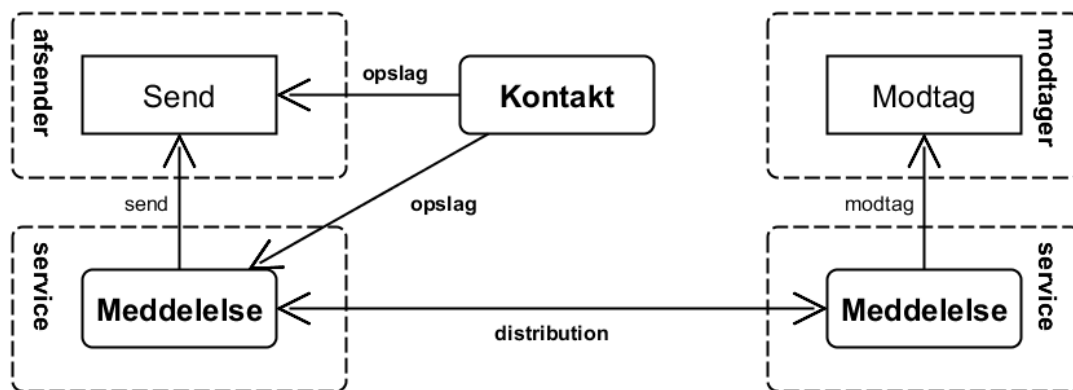 afsender
Send
opslag
Kontakt
modtager
Modtag
send
opslag
modtag
service
Meddelelse
distribution
Meddelelse
service